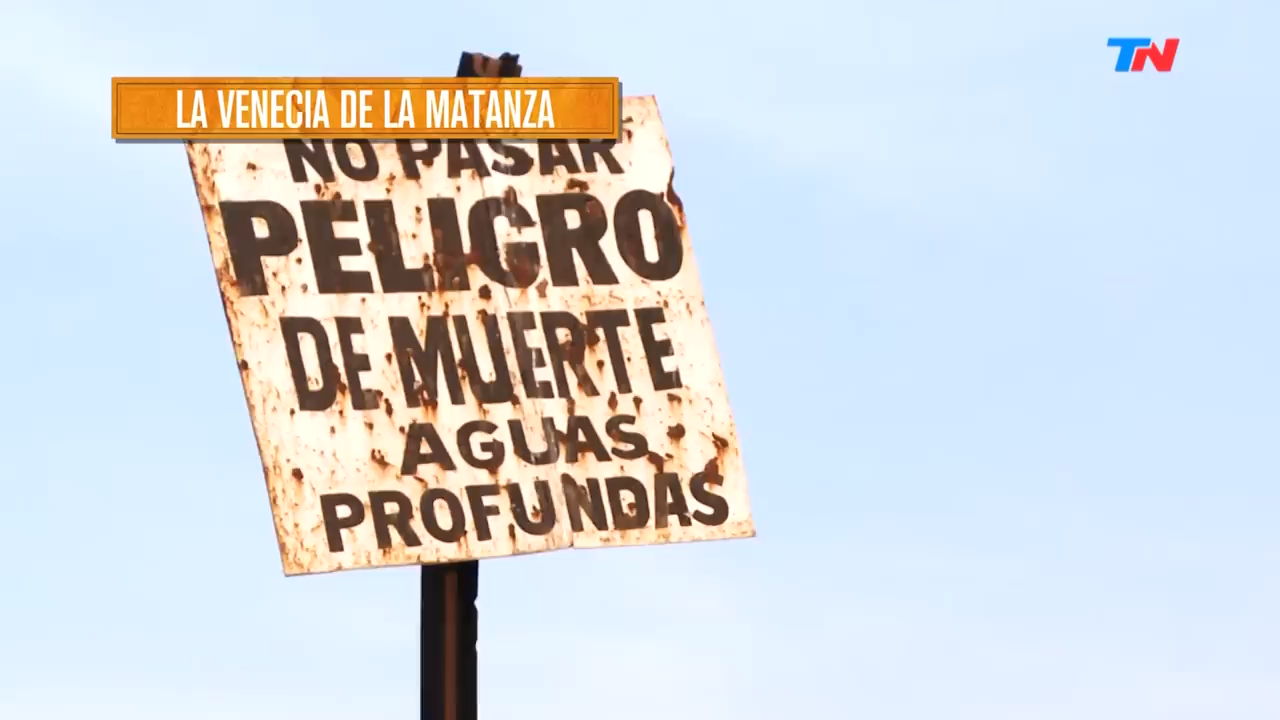 TN
LA VENECIA DE LA MATANZA
NO PASAR
PELIGRO
DE MUERTE
AGUAS
PROFUNDAS